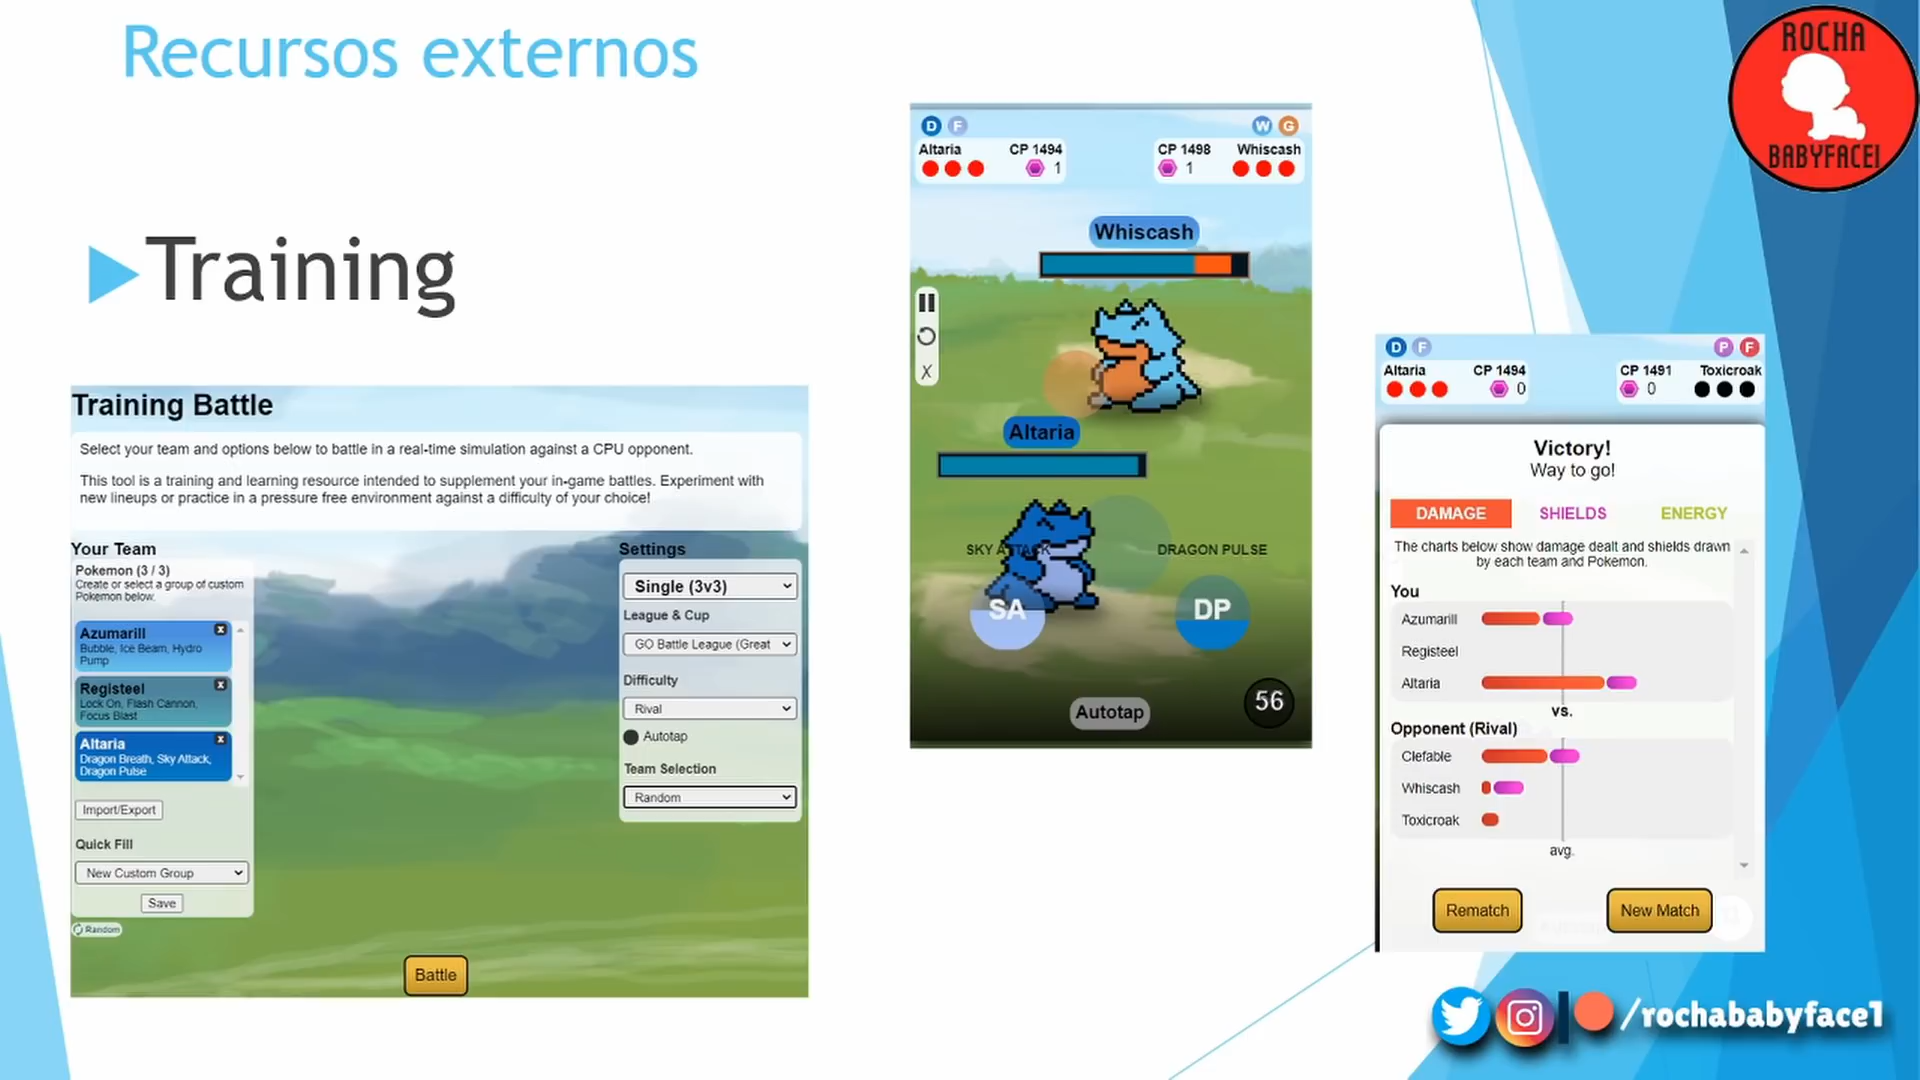 Recursos externos
ROCHA
BABYFACE1
Training
Training Battle
Select your team and options below to battle in a real-time simulation against a CPU opponent.
This tool is a training and learning resource intended to supplement your in-game battles. Experiment with
new lineups or practice in a pressure free environment against a difficulty of your choice!
Your Team
Pokemon (3 / 3)
Create or select a group of custom
Pokemon below.
Azumarill
Bubble, Ice Beam, Hydro
Pump
Registeel
Lock On, Flash Cannon,
Focus Blast
Altaria
Dragon Breath, Sky Attack,
Dragon Pulse
Import/Export
Quick Fill
New Custom Group
Save
Random
Settings
Single (3v3)
League & Cup
GO Battle League (Great
Difficulty
Rival
Autotap
Team Selection
Random
Battle
D F
W G
Altaria CP 1494
1
CP 1498 Whiscash
1
Whiscash
X
Altaria
SKY ATTACK
DRAGON PULSE
SA
DP
Autotap
56
D F
P F
Altaria CP 1494
0
CP 1491 Toxicroak
0
Victory!
Way to go!
DAMAGE SHIELDS ENERGY
The charts below show damage dealt and shields drawn
by each team and Pokemon.
You
Azumarill
Registeel
Altaria
vs.
Opponent (Rival)
Clefable
Whiscash
Toxicroak
avg.
Rematch
New Match
/rochababyface1